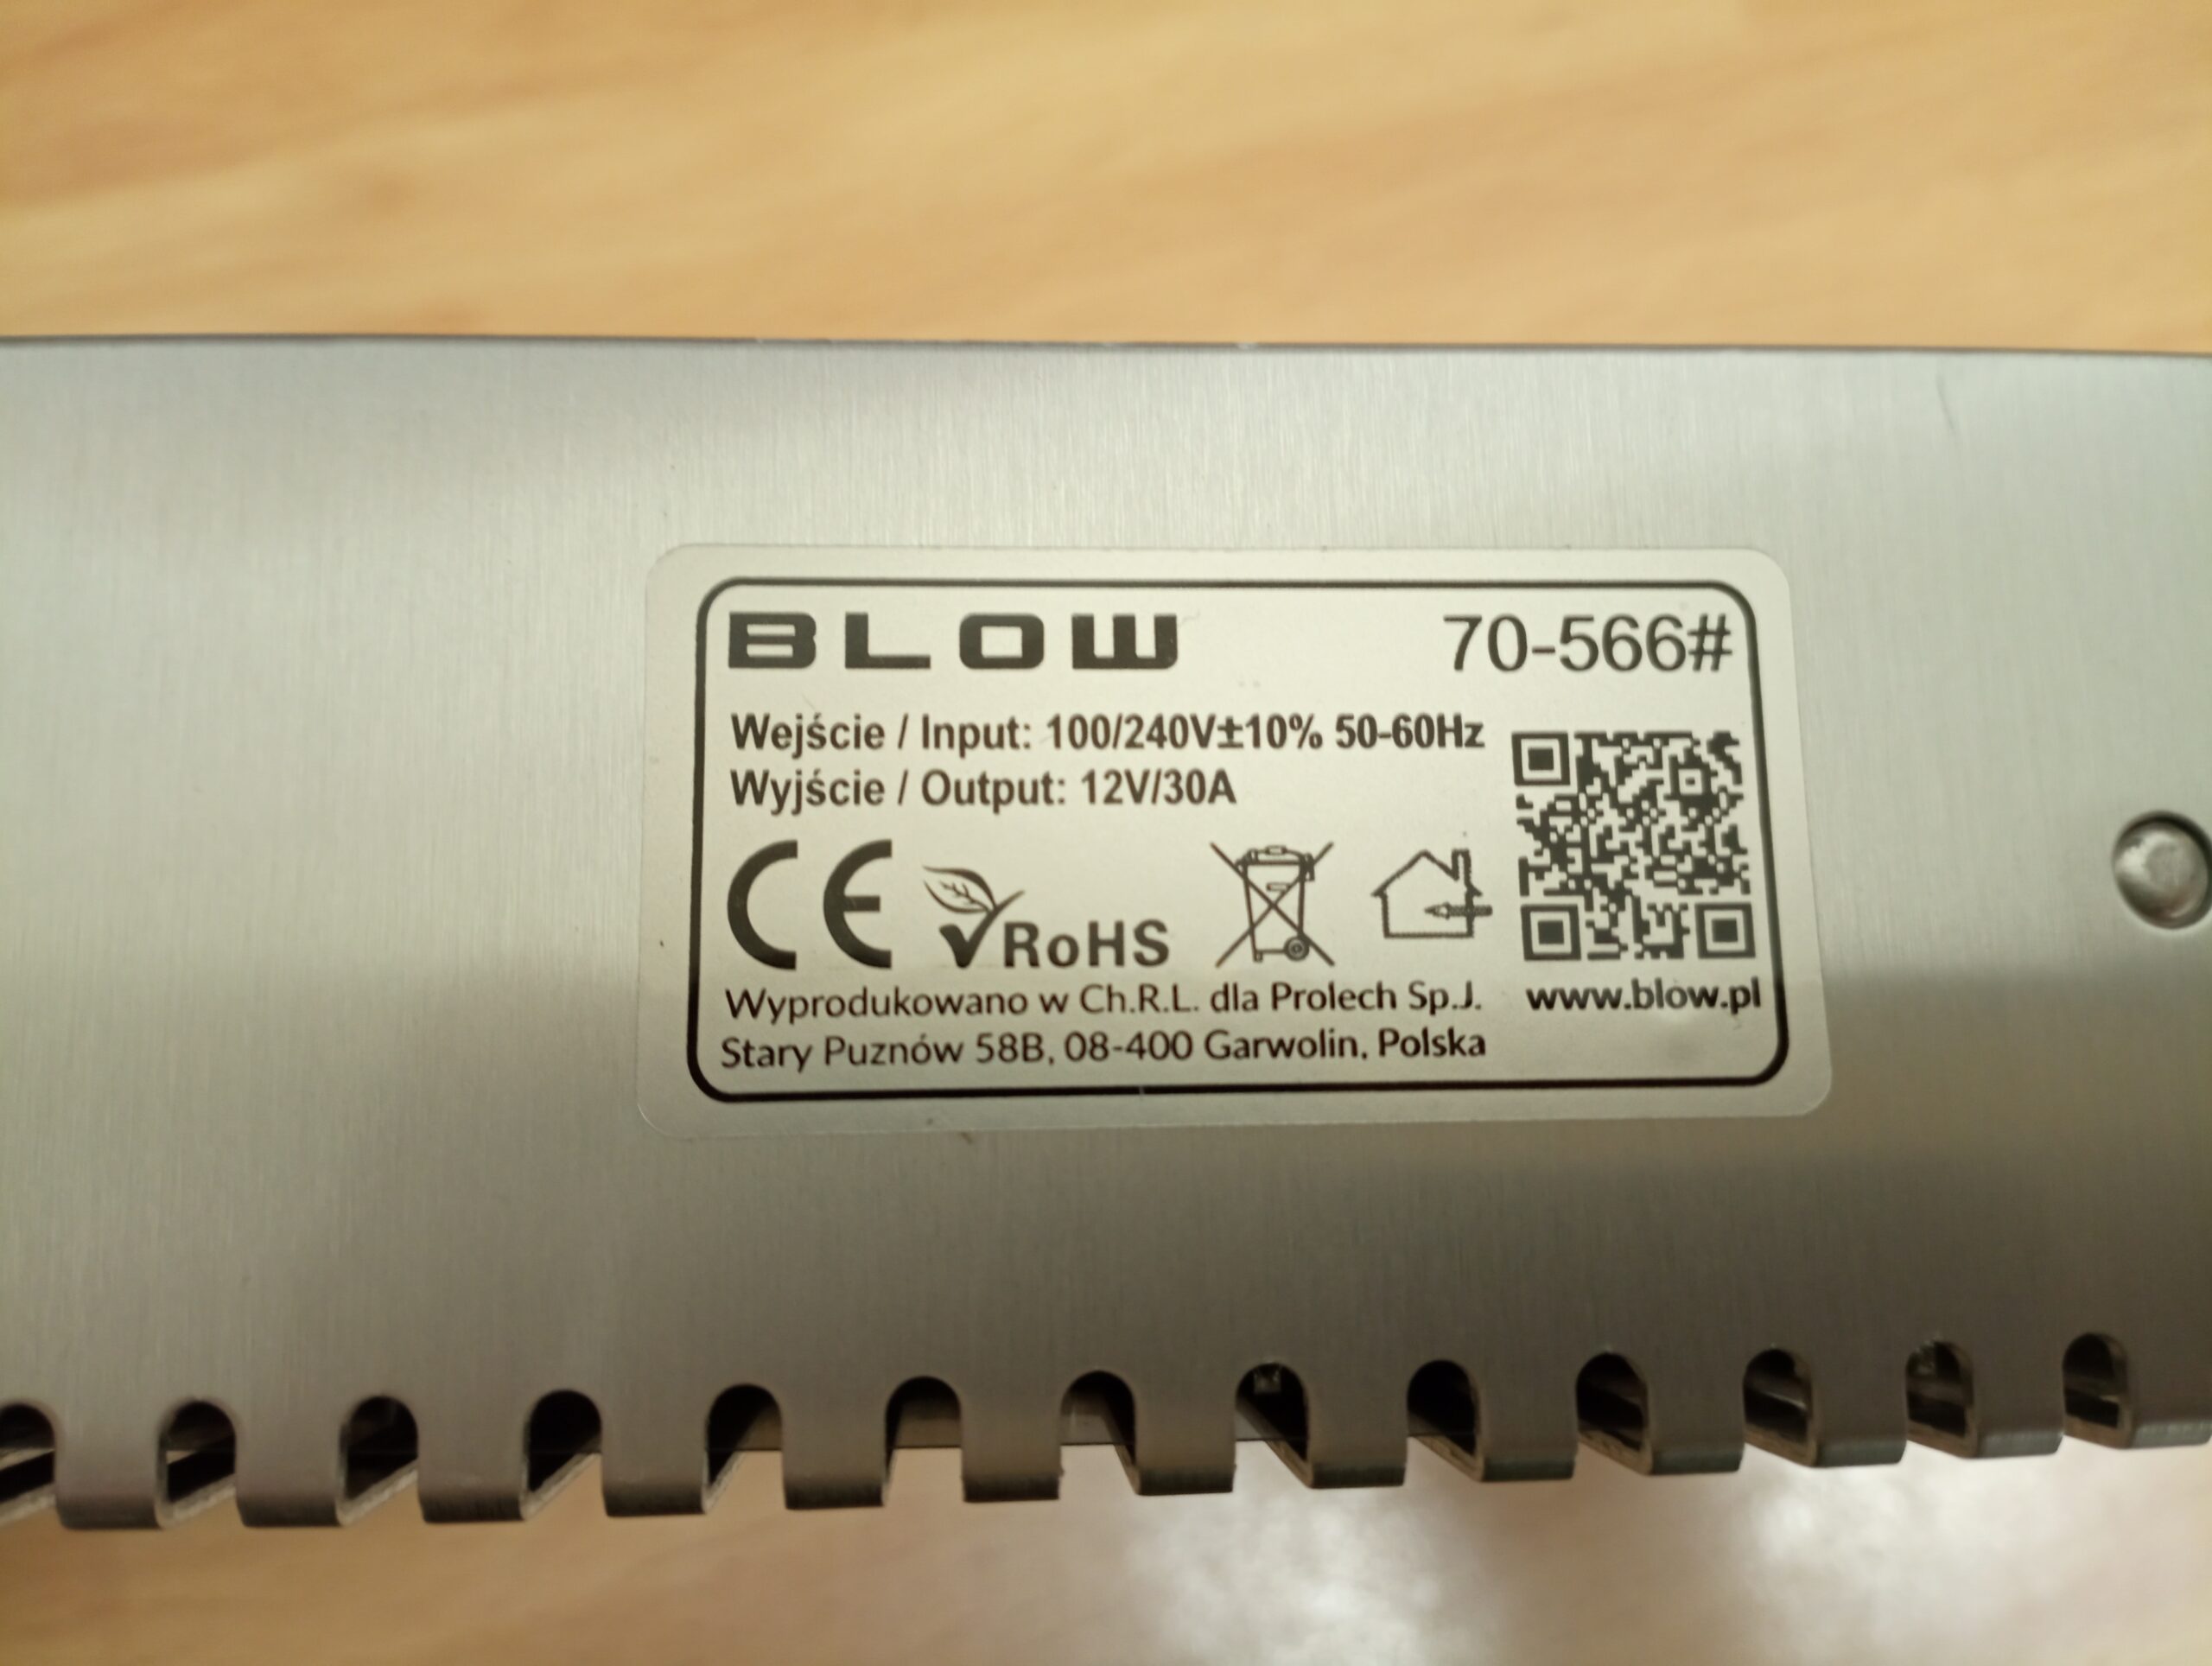 BLOW 70-566#
Wejście / Input: 100/240V±10% 50-60Hz
Wyjście / Output: 12V/30A
CE RoHS
Wyprodukowano w Ch.R.L. dla Prolech Sp.J. www.blow.pl
Stary Puznów 58B, 08-400 Garwolin, Polska